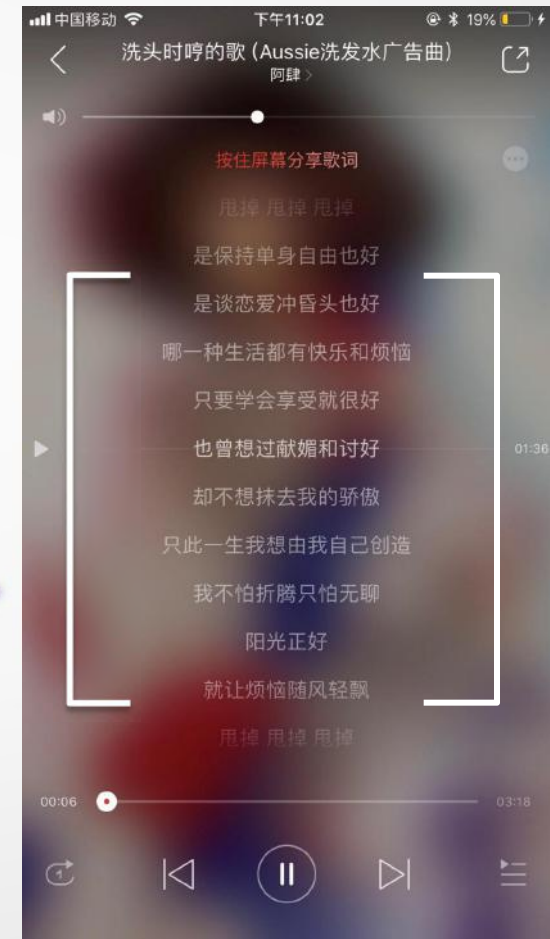 中国移动 下午11:02 19%
洗头时哼的歌 (Aussie洗发水广告曲)
阿肆
按住屏幕分享歌词
甩掉 甩掉 甩掉
是保持单身自由也好
是谈恋爱冲昏头也好
哪一种生活都有快乐和烦恼
只要学会享受就很好
也曾想过献媚和讨好 01:36
却不想抹去我的骄傲
只此一生我想由我自己创造
我不怕折腾只怕无聊
阳光正好
就让烦恼随风轻飘
甩掉 甩掉 甩掉
00:06 03:18